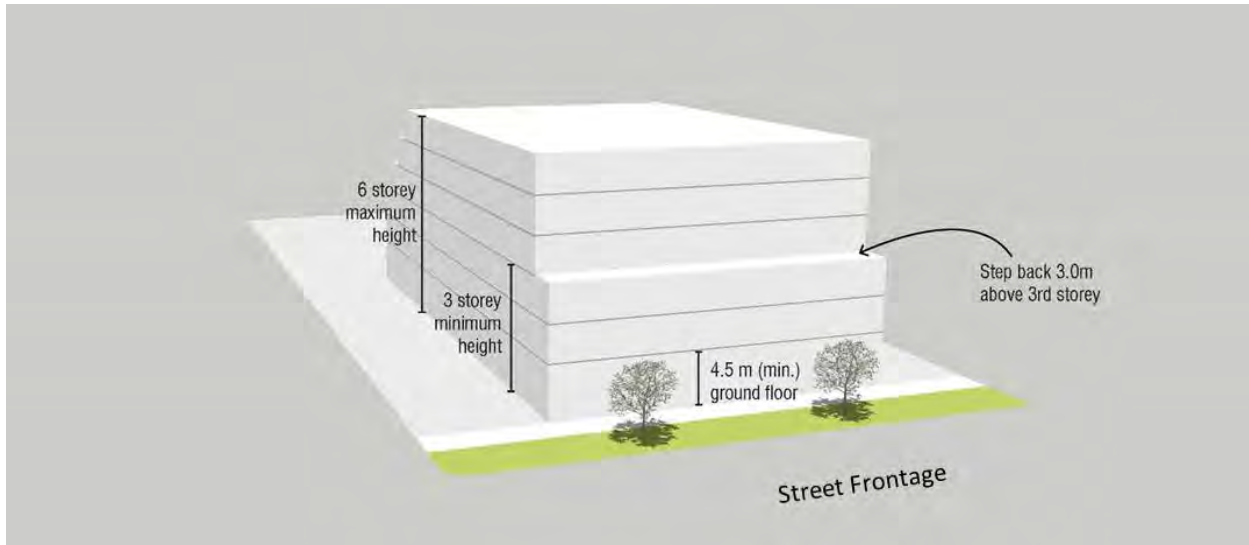 6 storey
maximum
height
3 storey
minimum
height
4.5 m (min.)
ground floor
Step back 3.0m
above 3rd storey
Street Frontage